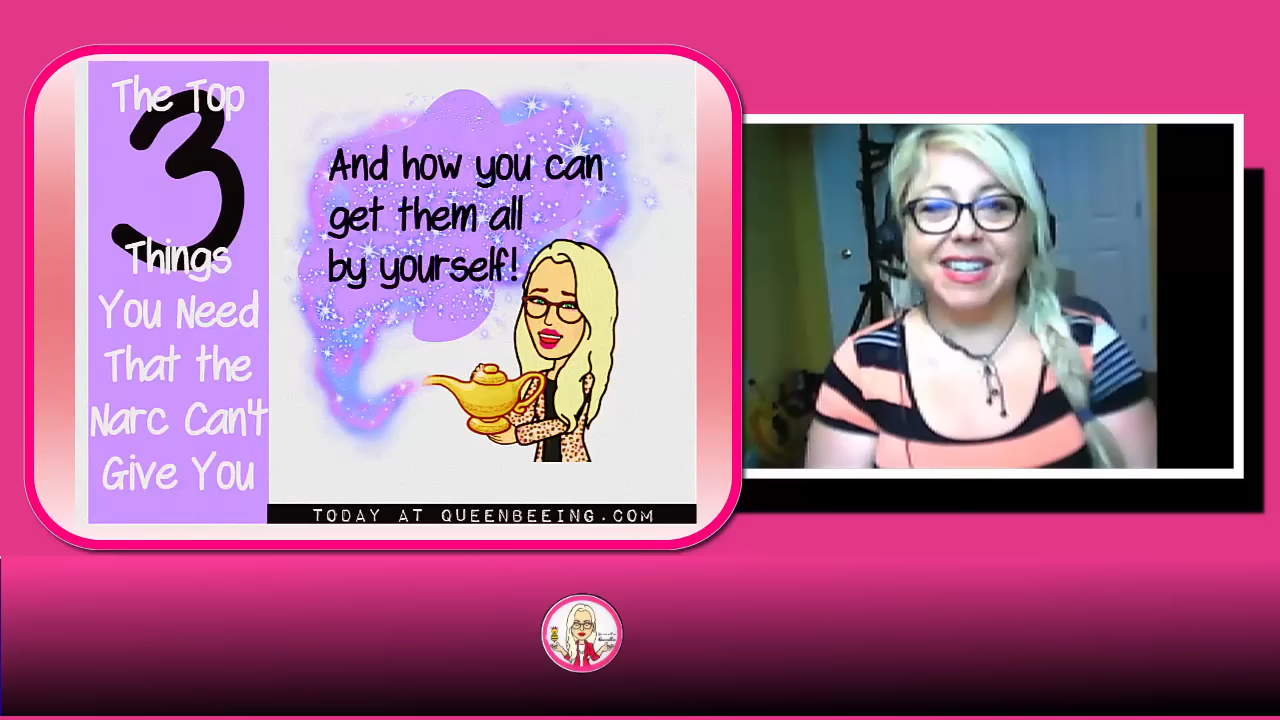 The Top
3
Things
You Need
That the
Narc Can't
Give You
And how you can
get them all
by yourself!
TODAY AT QUEENBEEING.COM